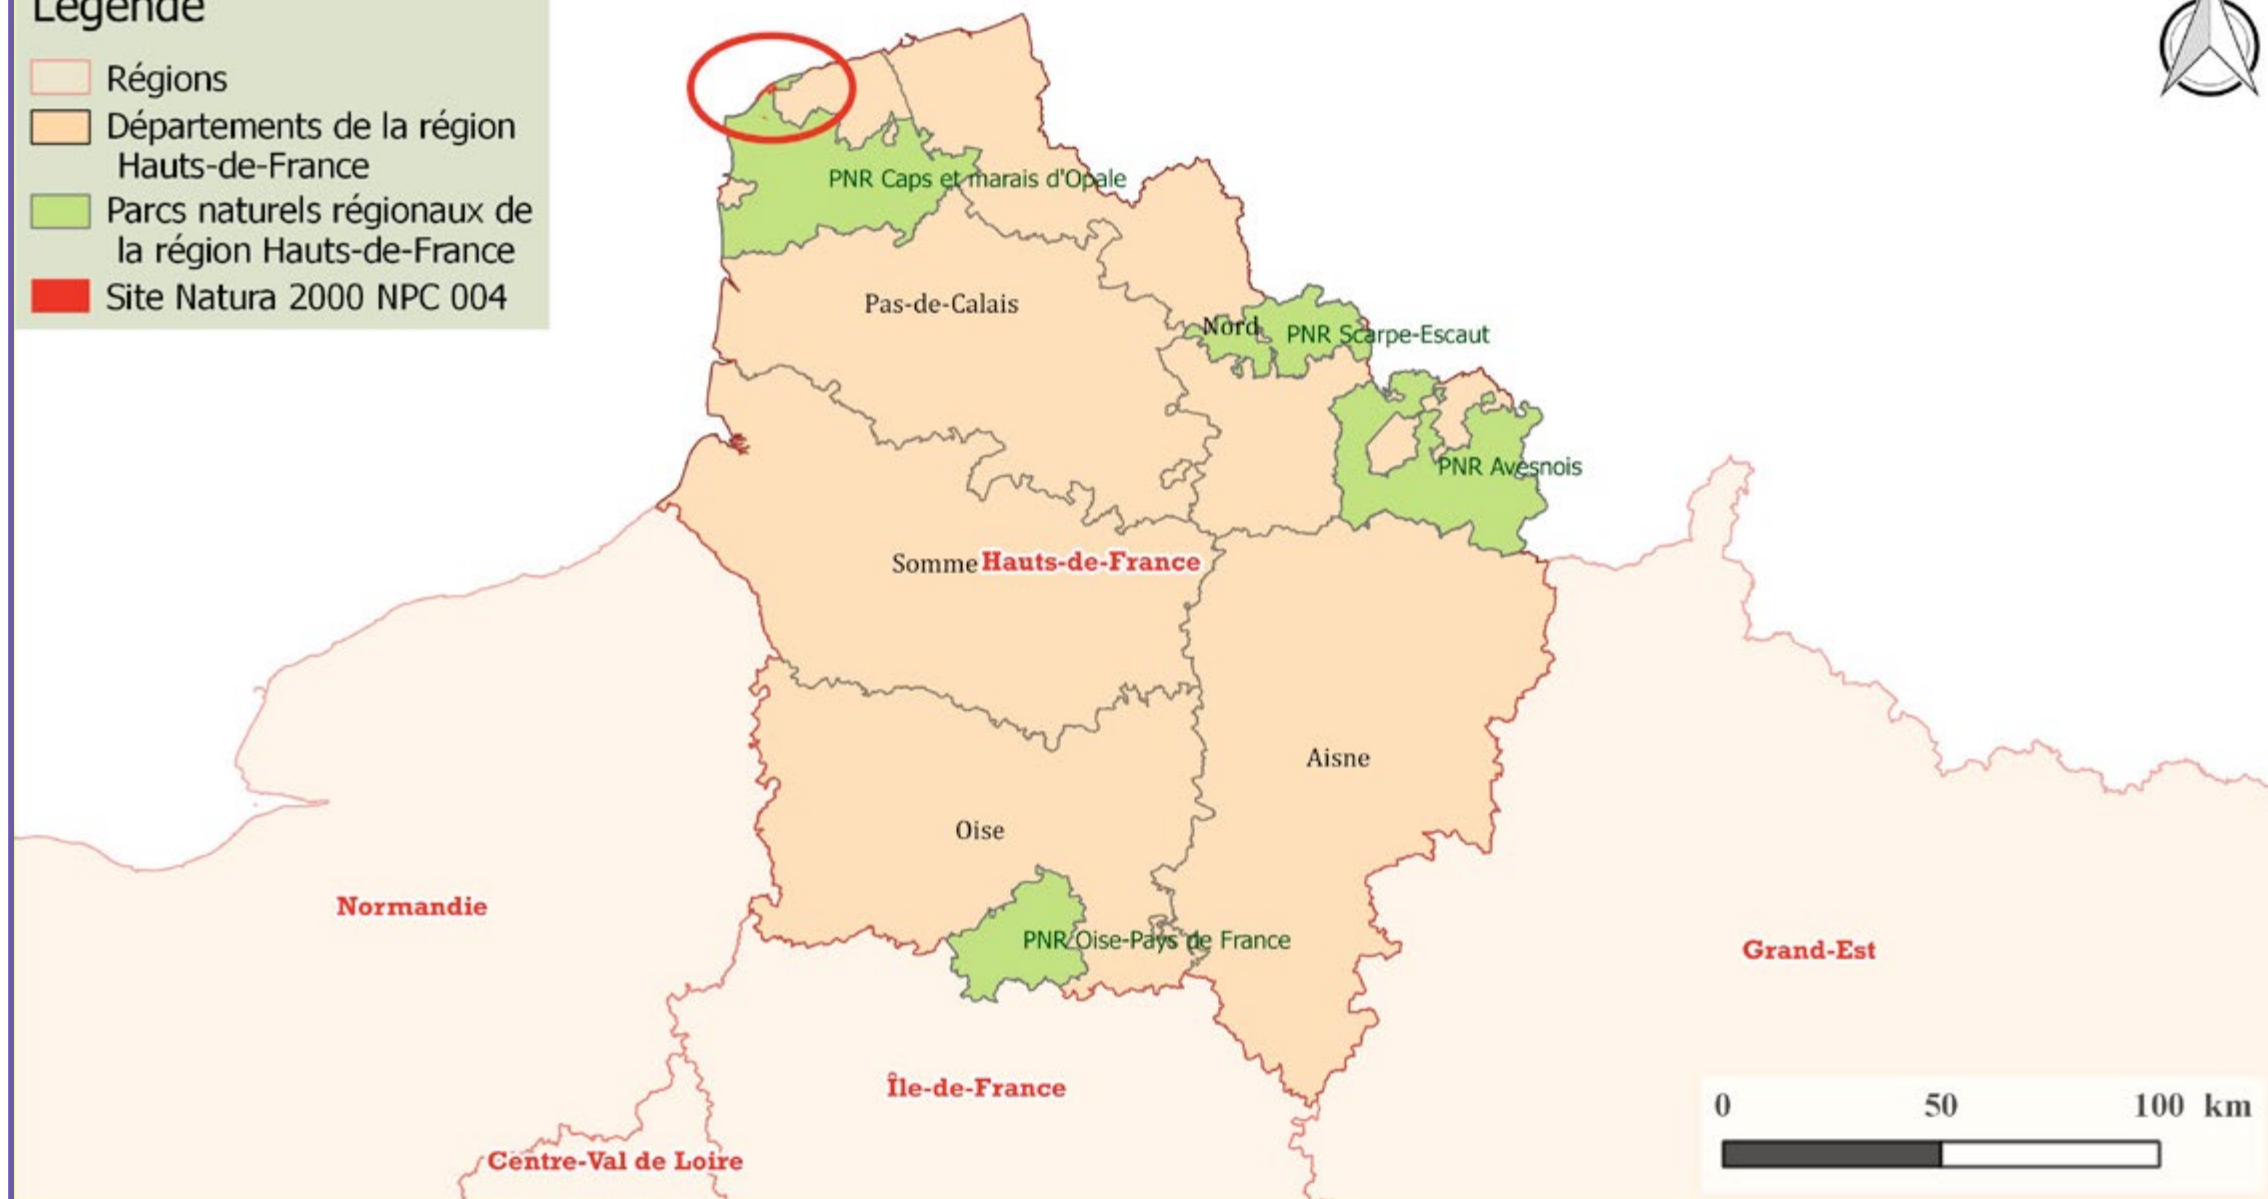 Légende
Régions
Départements de la région
Hauts-de-France
Parcs naturels régionaux de
la région Hauts-de-France
Site Natura 2000 NPC 004
PNR Caps et marais d'Opale
Pas-de-Calais
Nord
PNR Scarpe-Escaut
PNR Avesnois
Somme
Hauts-de-France
Aisne
Oise
Normandie
PNR Oise-Pays de France
Grand-Est
Île-de-France
Centre-Val de Loire
0 50 100 km